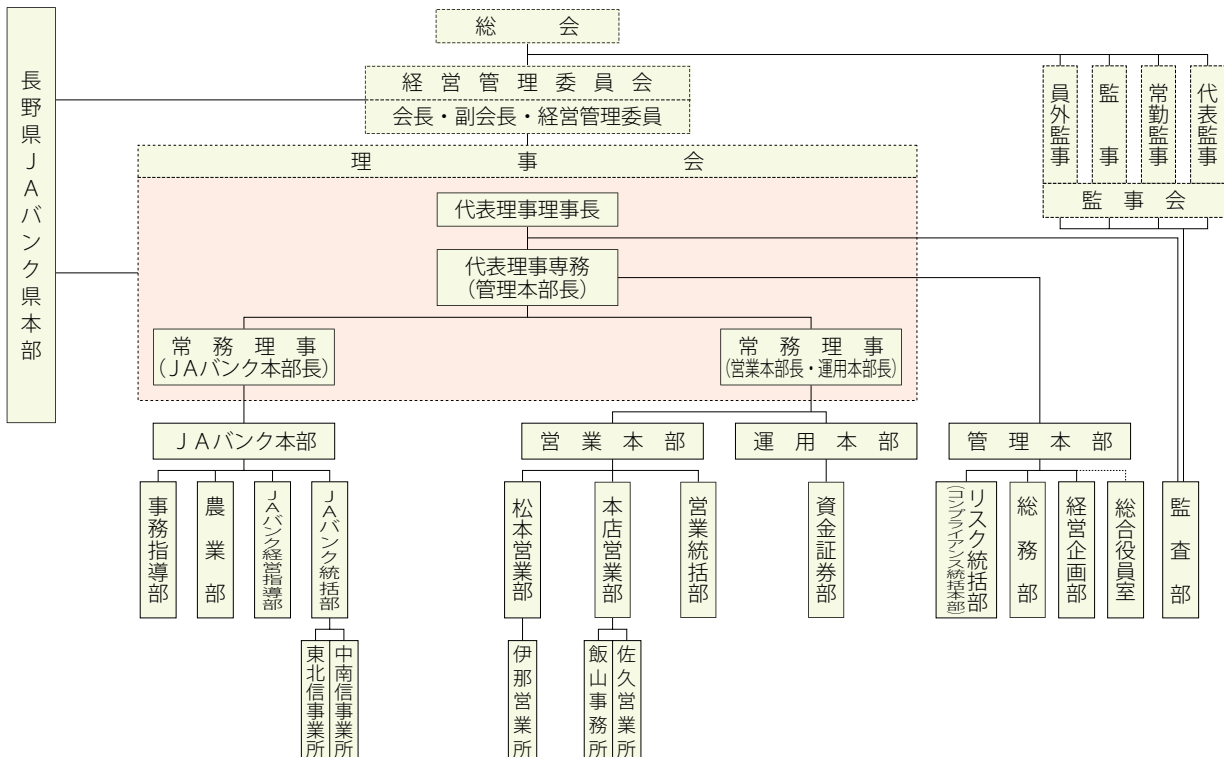 総会
長野県JAバンク県本部
経営管理委員会
会長・副会長・経営管理委員
員外監事
監事
常勤監事
代表監事
監事会
理事会
代表理事理事長
代表理事専務
(管理本部長)
常務理事
(JAバンク本部長)
常務理事
(営業本部長・運用本部長)
JAバンク本部
営業本部
運用本部
管理本部
事務指導部
農業部
JAバンク経営指導部
JAバンク統括部
松本営業部
本店営業部
営業統括部
資金証券部
リスク統括部
(コンプライアンス統括本部)
総務部
経営企画部
総合役員室
監査部
東北信事業所
中南信事業所
伊那営業所
飯山事務所
佐久営業所